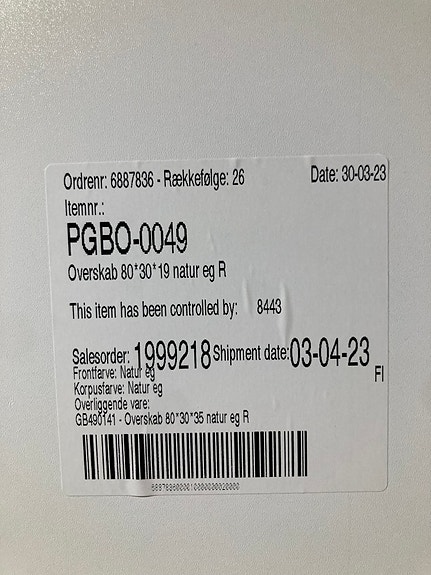 Ordrenr: 6887836 - Rækkefølge: 26 Date: 30-03-23
Itemnr.:
PGBO-0049
Overskab 80*30*19 natur eg R
This item has been controlled by: 8443
Salesorder: 1999218 Shipment date: 03-04-23
Frontfarve: Natur eg FI
Korpusfarve: Natur eg
Overliggende vare:
GB490141 - Overskab 80*30*35 natur eg R